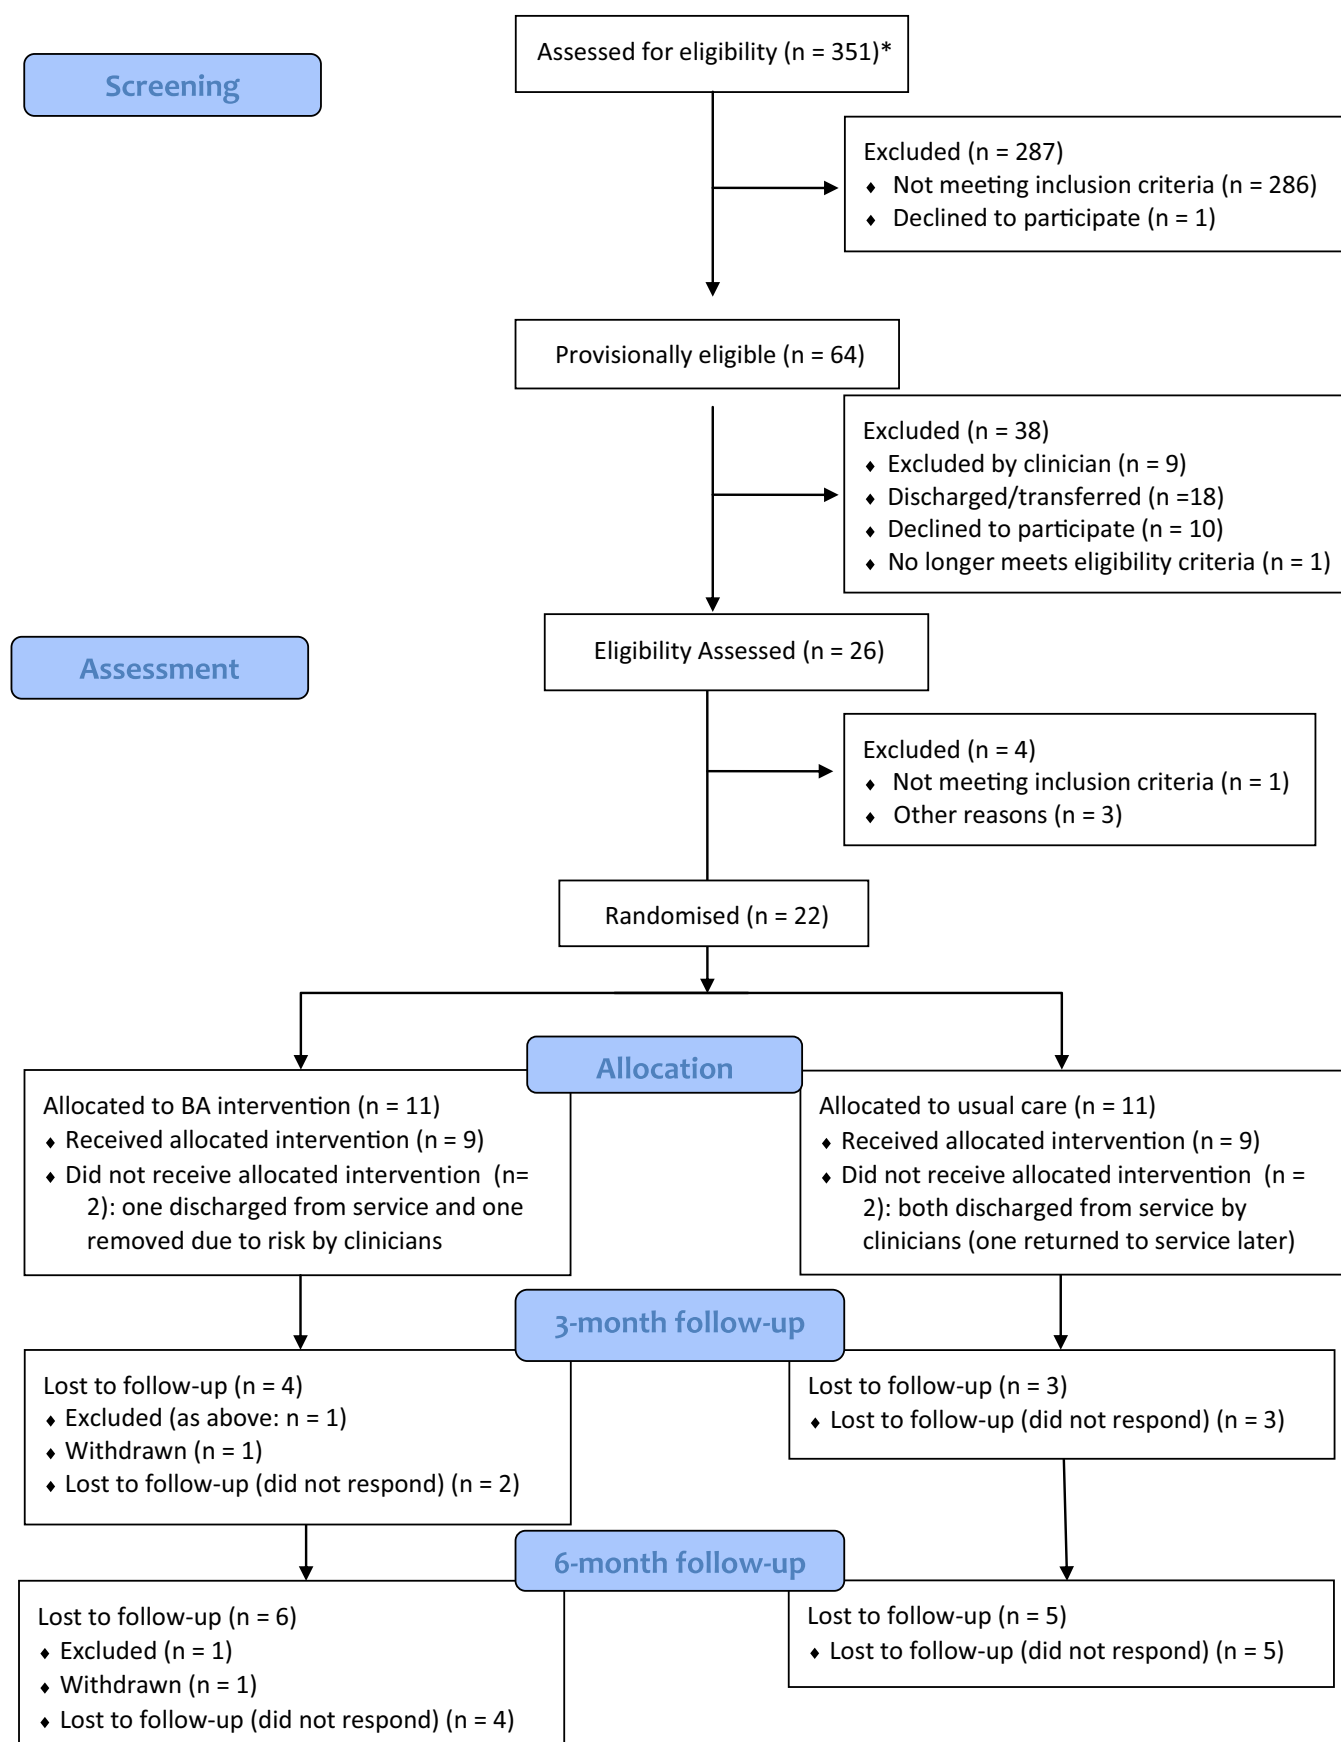 Assessed for eligibility (n = 351)*
Screening
Excluded (n = 287)
♦ Not meeting inclusion criteria (n = 286)
♦ Declined to participate (n = 1)
Provisionally eligible (n = 64)
Excluded (n = 38)
♦ Excluded by clinician (n = 9)
♦ Discharged/transferred (n =18)
♦ Declined to participate (n = 10)
♦ No longer meets eligibility criteria (n = 1)
Eligibility Assessed (n = 26)
Assessment
Excluded (n = 4)
♦ Not meeting inclusion criteria (n = 1)
♦ Other reasons (n = 3)
Randomised (n = 22)
Allocation
Allocated to BA intervention (n = 11)
♦ Received allocated intervention (n = 9)
♦ Did not receive allocated intervention (n=
2): one discharged from service and one
removed due to risk by clinicians
Allocated to usual care (n = 11)
♦ Received allocated intervention (n = 9)
♦ Did not receive allocated intervention (n =
2): both discharged from service by
clinicians (one returned to service later)
3-month follow-up
Lost to follow-up (n = 4)
♦ Excluded (as above: n = 1)
♦ Withdrawn (n = 1)
♦ Lost to follow-up (did not respond) (n = 2)
Lost to follow-up (n = 3)
♦ Lost to follow-up (did not respond) (n = 3)
6-month follow-up
Lost to follow-up (n = 6)
♦ Excluded (n = 1)
♦ Withdrawn (n = 1)
♦ Lost to follow-up (did not respond) (n = 4)
Lost to follow-up (n = 5)
♦ Lost to follow-up (did not respond) (n = 5)